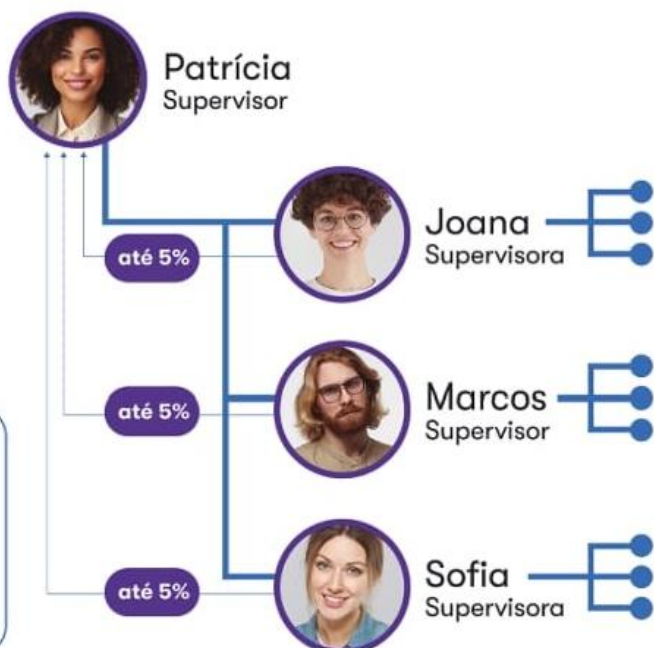 Patrícia
Supervisor
até 5%
Joana
Supervisora
até 5%
Marcos
Supervisor
até 5%
Sofia
Supervisora